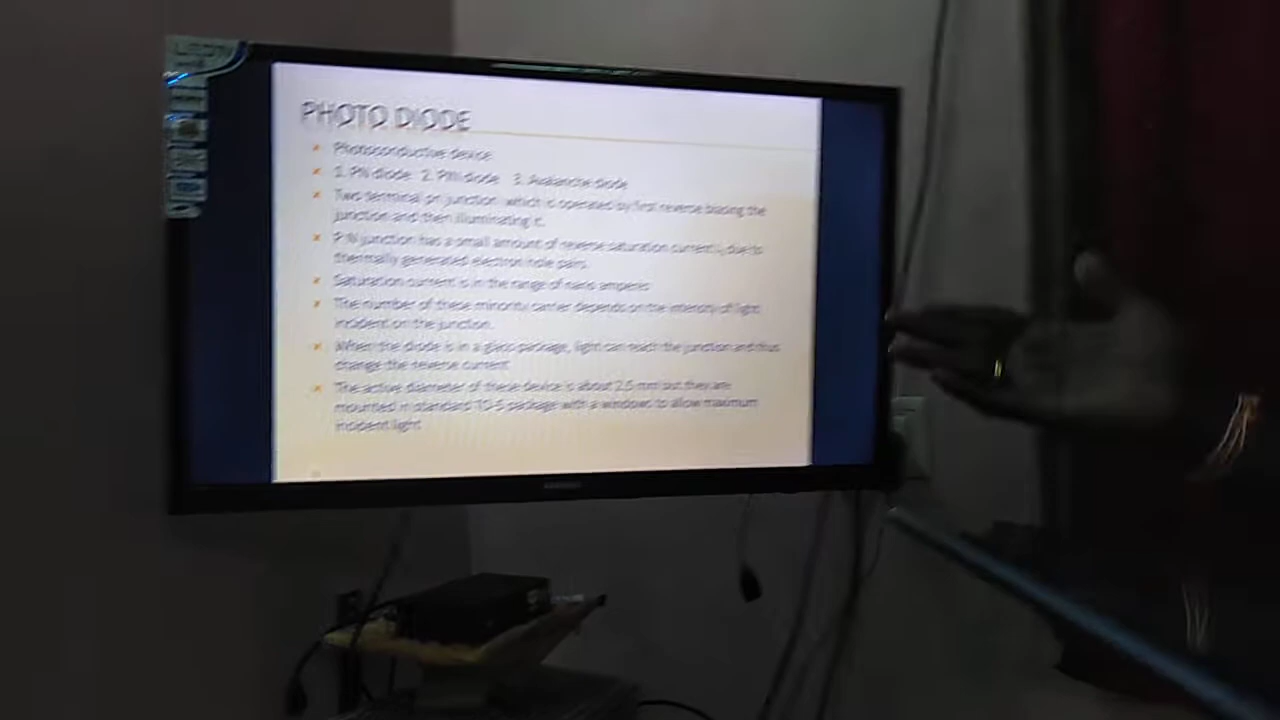 PHOTO DIODE
Photoconductive device
1. PN diode 2. PIN diode 3. Avalanche diode
Two terminal pn junction which is operated by first reverse biasing the
junction and then illuminating it.
P N junction has a small amount of reverse saturation current due to
thermally generated electron hole pairs.
Saturation current is in the range of nano amperes
The number of these minority carrier depends on the intensity of light
incident on the junction.
When the diode is in a glass package, light can reach the junction and thus
change the reverse current
The active diameter of these device is about 2.5 mm but they are
mounted in standard TO-5 package with a windows to allow maximum
incident light
SAMSUNG